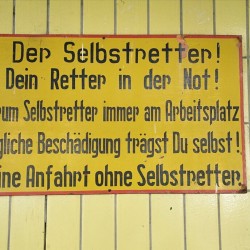 Der Selbstretter!
Dein Retter in der Not!
rum Selbstretter immer am Arbeitsplatz
gliche Beschädigung trägst Du selbst!
ine Anfahrt ohne Selbstretter.